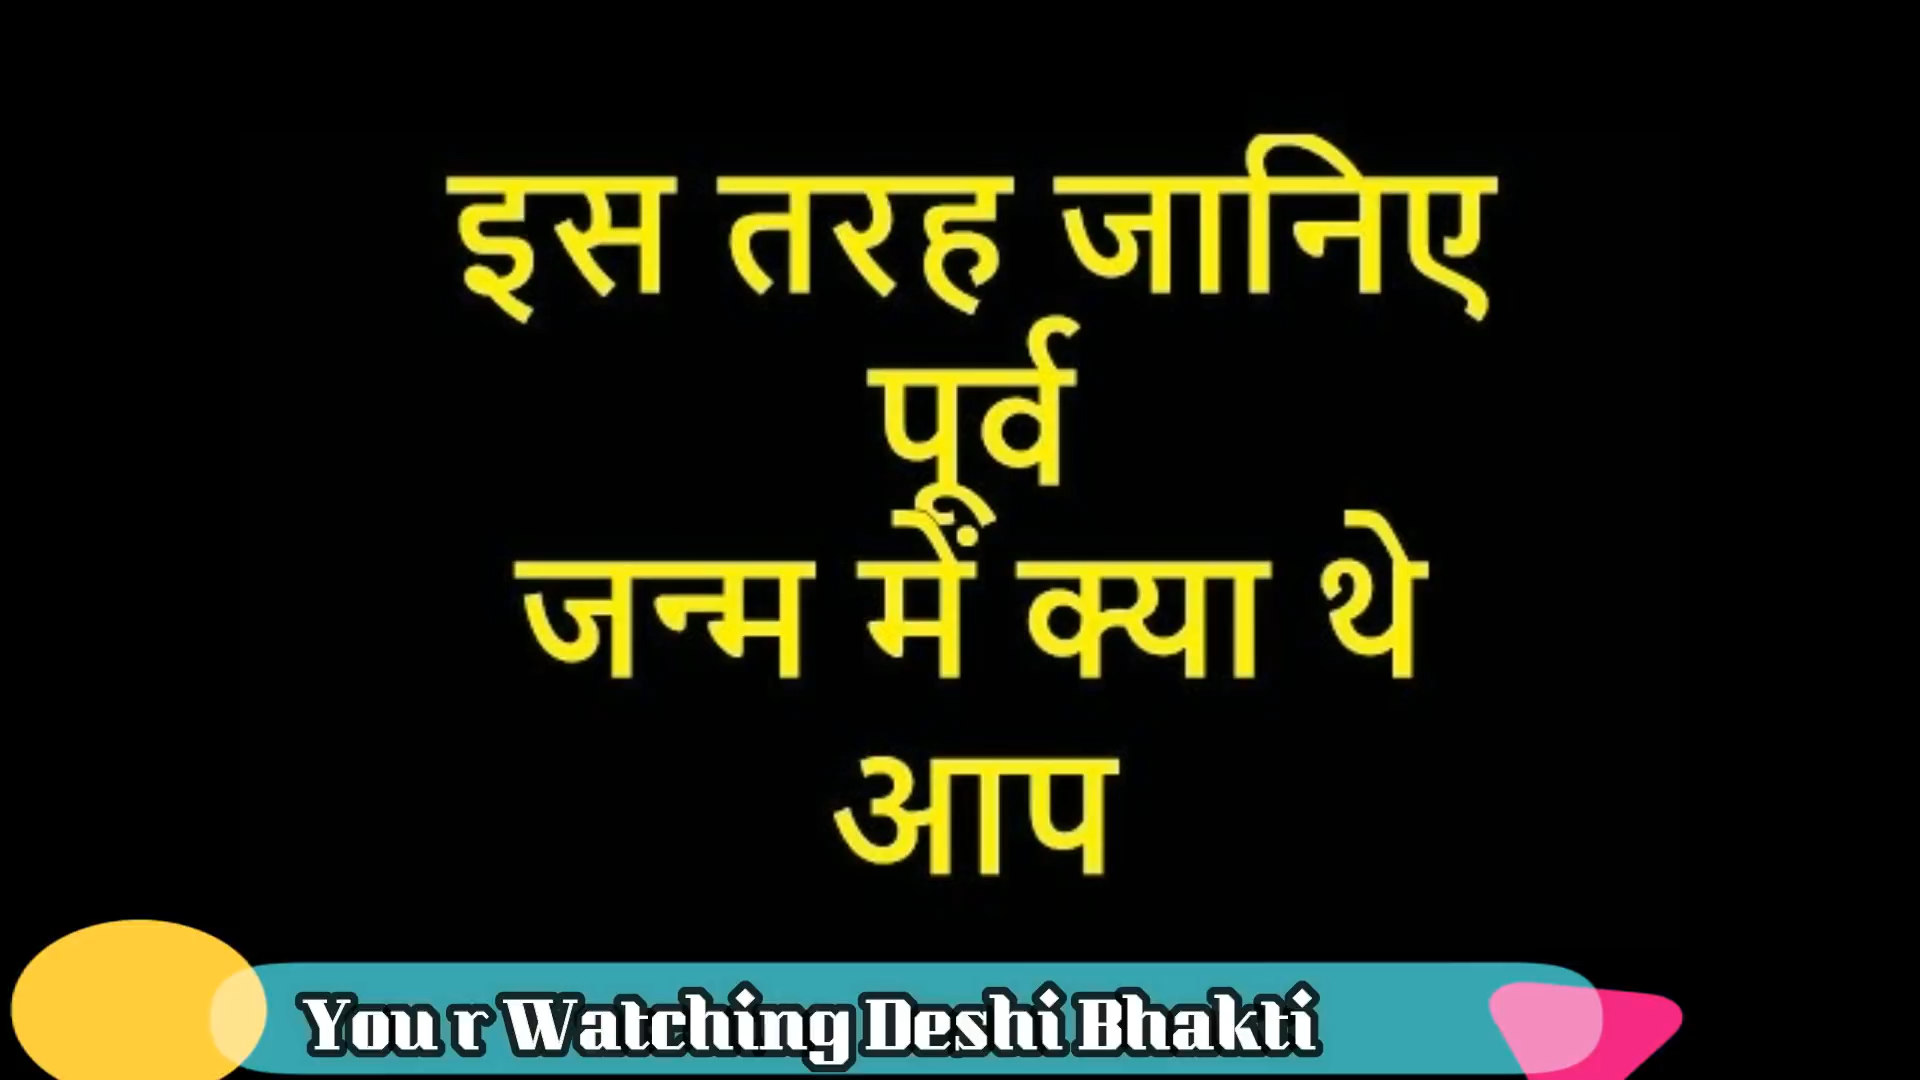 इस तरह जानिए
पूर्व
जन्म में क्या थे
आप
You r Watching Deshi Bhakti